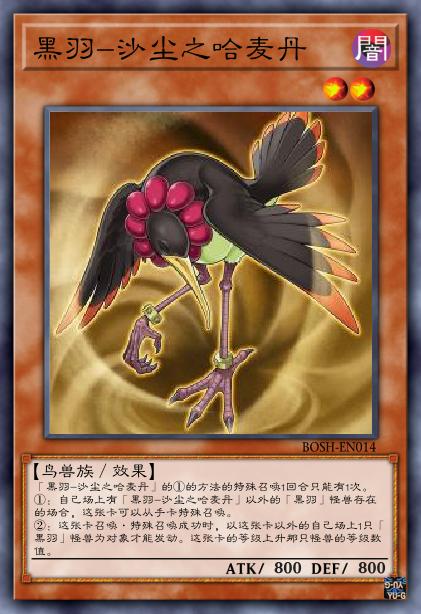 黑羽-沙尘之哈麦丹
闇
BOSH-EN014
【鸟兽族/效果】
「黑羽-沙尘之哈麦丹」的①的方法的特殊召唤1回合只能有1次。
①：自己场上有「黑羽-沙尘之哈麦丹」以外的「黑羽」怪兽存在
的场合，这张卡可以从手卡特殊召唤。
②：这张卡召唤·特殊召唤成功时，以这张卡以外的自己场上1只「
黑羽」怪兽为对象才能发动。这张卡的等级上升那只怪兽的等级数
值。
ATK/ 800 DEF/ 800